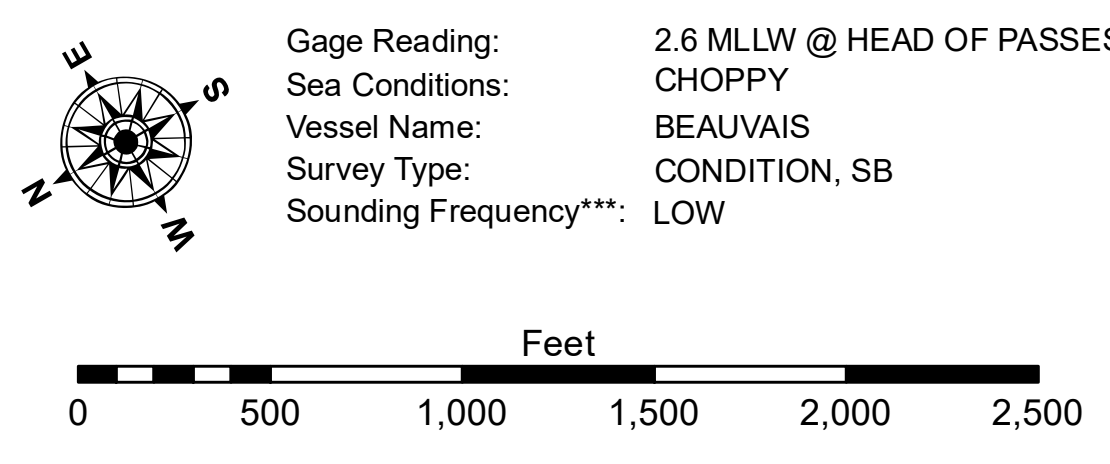 E
S
N
W
Gage Reading: 2.6 MLLW @ HEAD OF PASSES
Sea Conditions: CHOPPY
Vessel Name: BEAUVAIS
Survey Type: CONDITION, SB
Sounding Frequency***: LOW
Feet
0 500 1,000 1,500 2,000 2,500